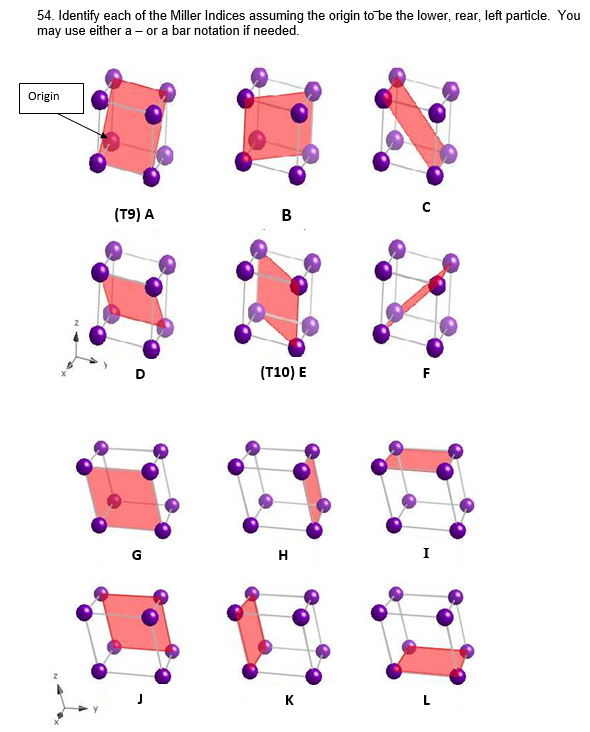 54. Identify each of the Miller Indices assuming the origin to be the lower, rear, left particle. You
may use either a – or a bar notation if needed.
Origin
(T9) A
B
C
z
x
y
D
(T10) E
F
G
H
I
J
K
L
z
y
x